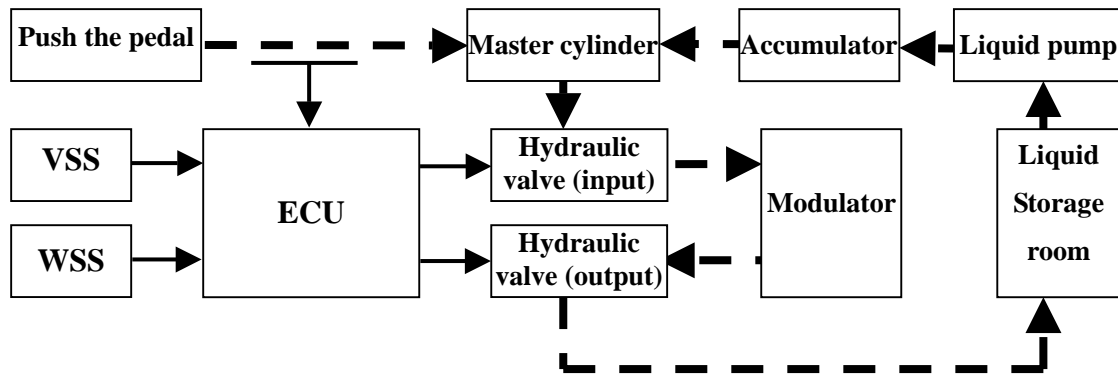 Push the pedal
Master cylinder
Accumulator
Liquid pump
VSS
WSS
ECU
Hydraulic
valve (input)
Hydraulic
valve (output)
Modulator
Liquid
Storage
room